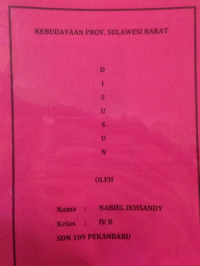 KEBUDAYAAN PROV. SULAWESI BARAT
D
I
S
U
S
U
N
OLEH
Nama : NABIEL IKHSANDY
Kelas : IV B
SDN 109 PEKANBARU